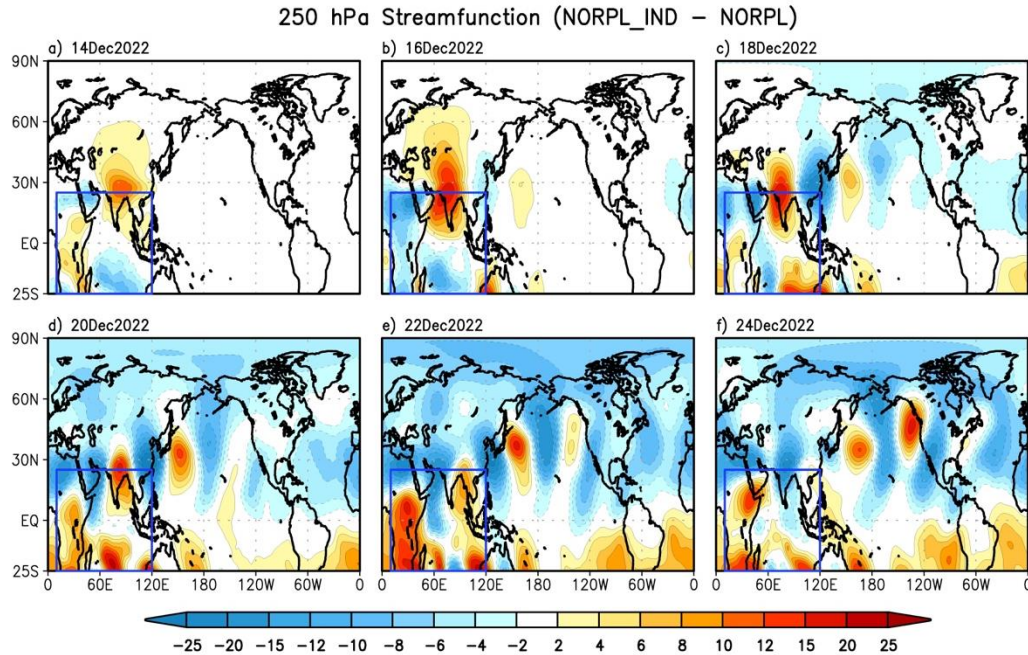 250 hPa Streamfunction (NORPL_IND − NORPL)
a) 14Dec2022
b) 16Dec2022
c) 18Dec2022
90N
60N
30N
EQ
25S
d) 20Dec2022
e) 22Dec2022
f) 24Dec2022
90N
60N
30N
EQ
25S
0 60E 120E 180 120W 60W 0
60E 120E 180 120W 60W
0 60E 120E 180 120W 60W 0
−25 −20 −15 −12 −10 −8 −6 −4 −2 2 4 6 8 10 12 15 20 25